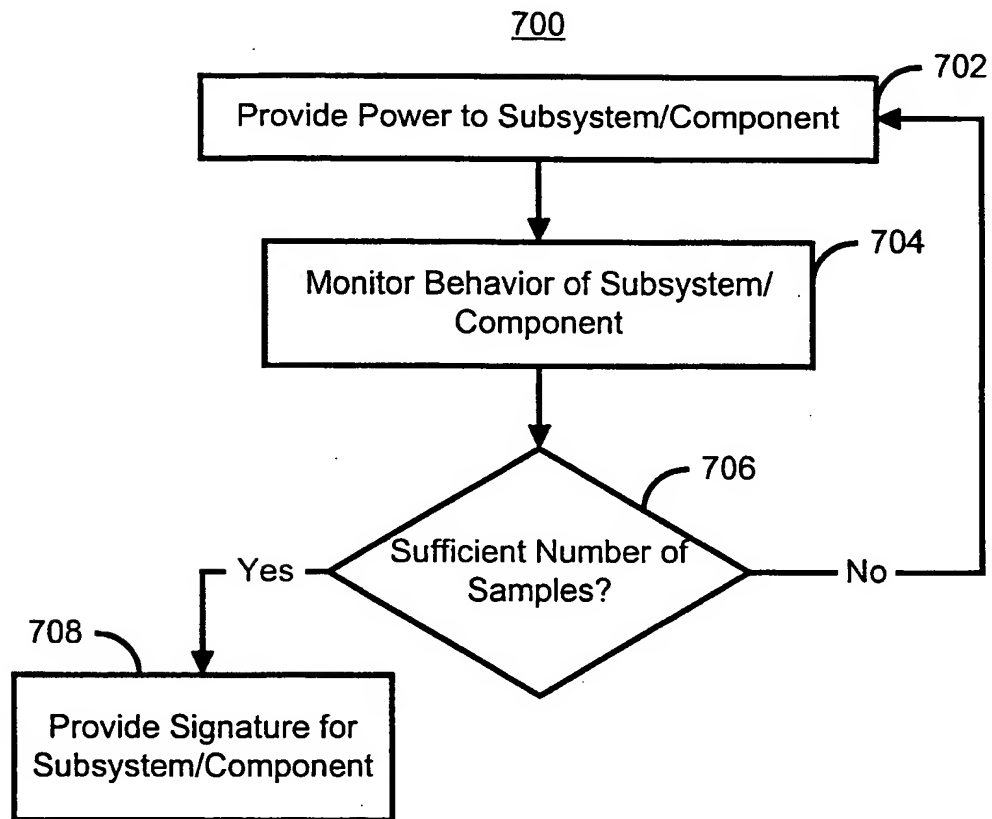 700
702
Provide Power to Subsystem/Component
704
Monitor Behavior of Subsystem/
Component
706
Sufficient Number of
Samples?
Yes
No
708
Provide Signature for
Subsystem/Component